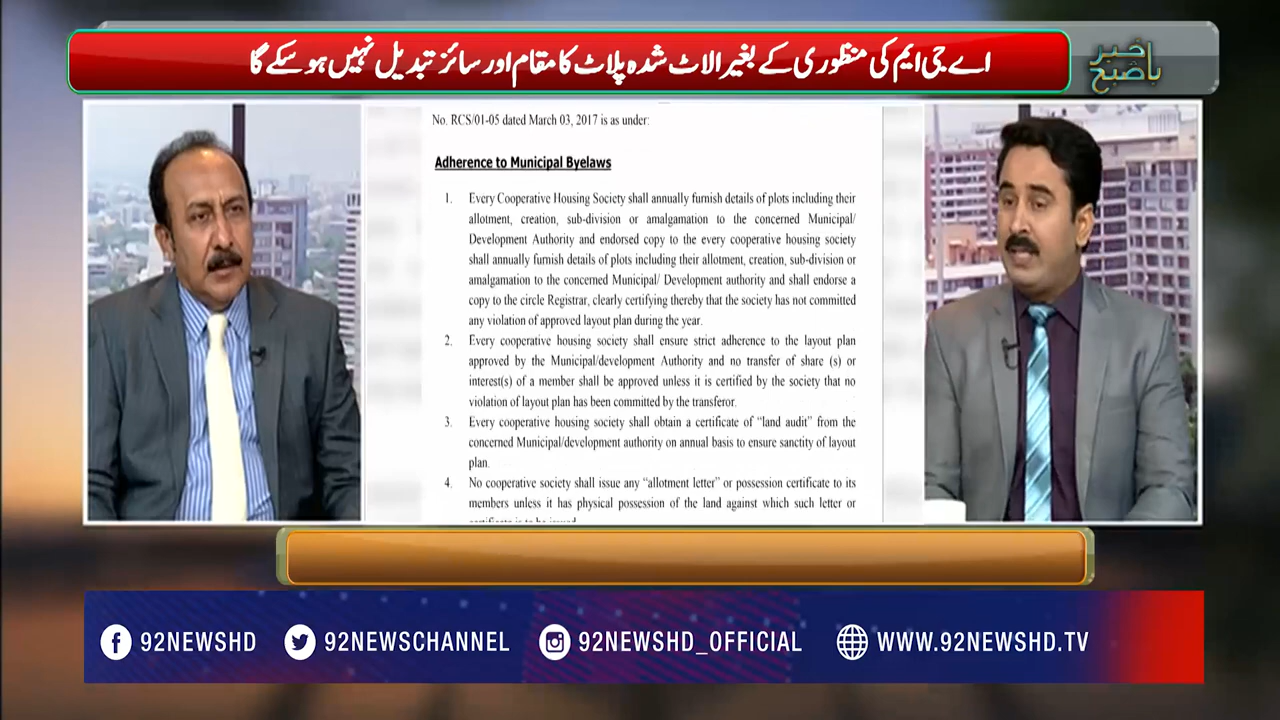 اے جی ایم کی منظوری کے بغیر الاٹ شدہ پلاٹ کا مقام اور سائز تبدیل نہیں ہو سکے گا
باخبر
صبح
No. RCS/01-05 dated March 03, 2017 is as under:
Adherence to Municipal Byelaws
1. Every Cooperative Housing Society shall annually furnish details of plots including their
allotment, creation, sub-division or amalgamation to the concerned Municipal/
Development Authority and endorsed copy to the every cooperative housing society
shall annually furnish details of plots including their allotment, creation, sub-division or
amalgamation to the concerned Municipal/ Development authority and shall endorse a
copy to the circle Registrar, clearly certifying thereby that the society has not committed
any violation of approved layout plan during the year.
2. Every cooperative housing society shall ensure strict adherence to the layout plan
approved by the Municipal/development Authority and no transfer of share (s) or
interest(s) of a member shall be approved unless it is certified by the society that no
violation of layout plan has been committed by the transferor.
3. Every cooperative housing society shall obtain a certificate of “land audit” from the
concerned Municipal/development authority on annual basis to ensure sanctity of layout
plan.
4. No cooperative society shall issue any “allotment letter” or possession certificate to its
members unless it has physical possession of the land against which such letter or
92NEWSHD
92NEWSCHANNEL
92NEWSHD_OFFICIAL
WWW.92NEWSHD.TV